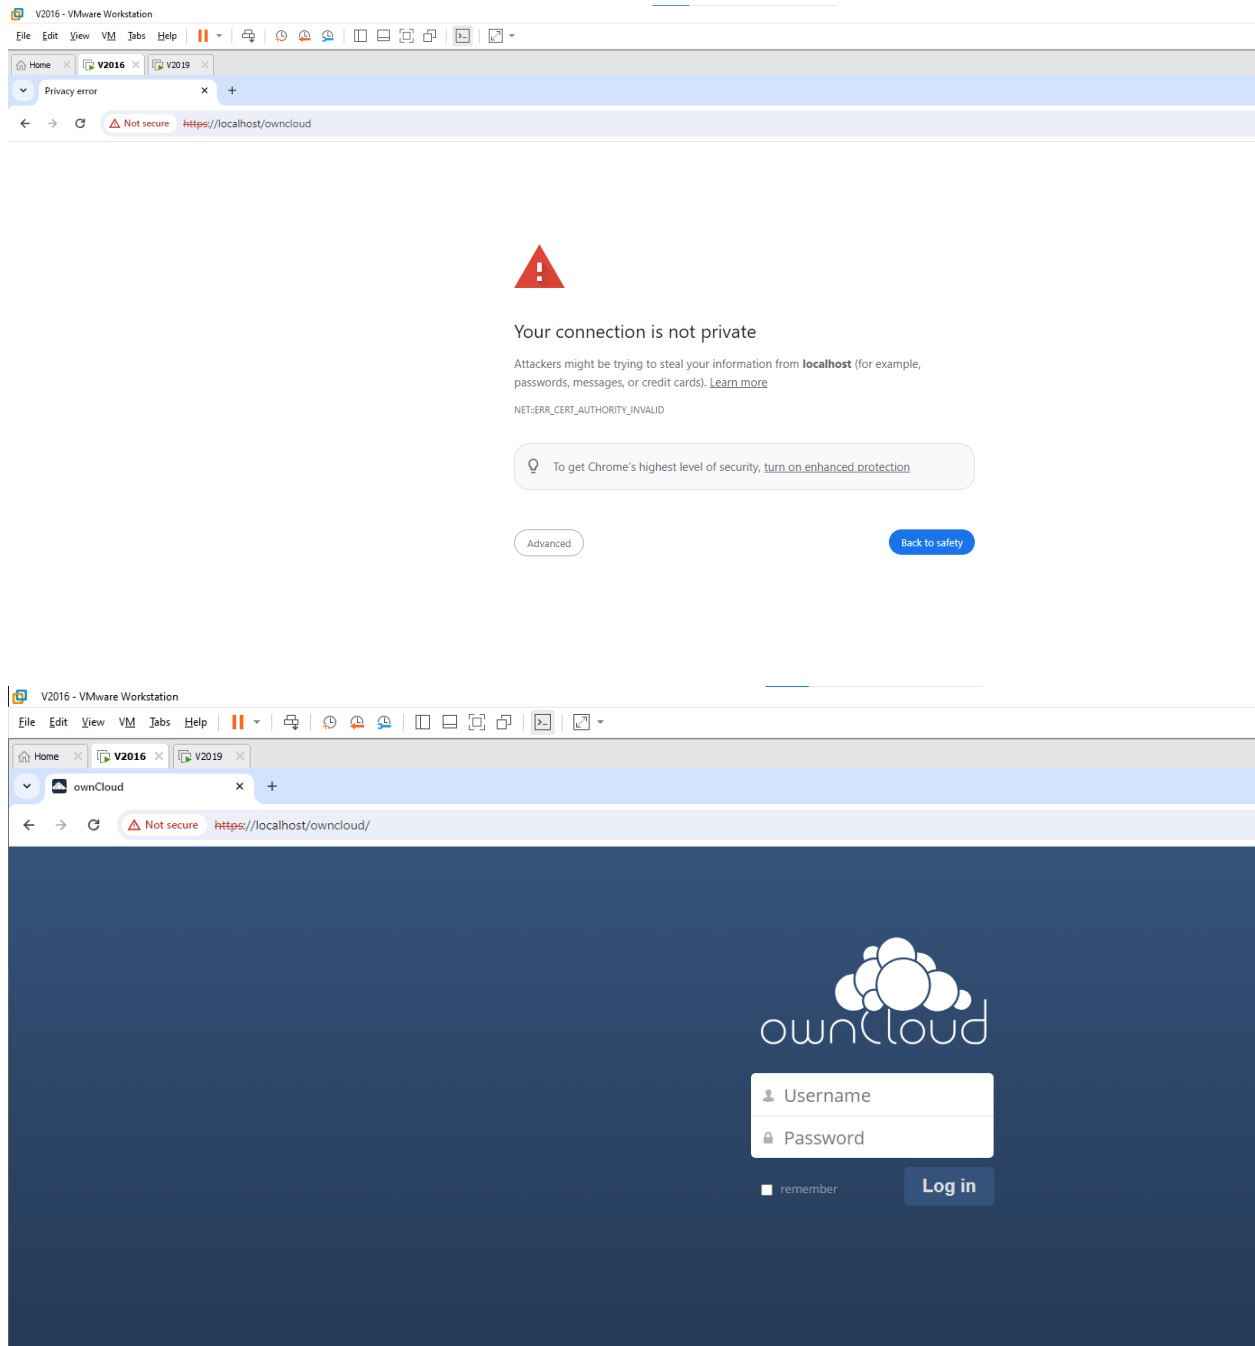 V2016 - VMware Workstation
File Edit View VM Tabs Help
Home V2016 V2019
Privacy error
Not secure https://localhost/owncloud
Your connection is not private
Attackers might be trying to steal your information from localhost (for example,
passwords, messages, or credit cards). Learn more
NET::ERR_CERT_AUTHORITY_INVALID
To get Chrome's highest level of security, turn on enhanced protection
Advanced Back to safety
V2016 - VMware Workstation
File Edit View VM Tabs Help
Home V2016 V2019
ownCloud
Not secure https://localhost/owncloud/
ownCloud
Username
Password
remember Log in